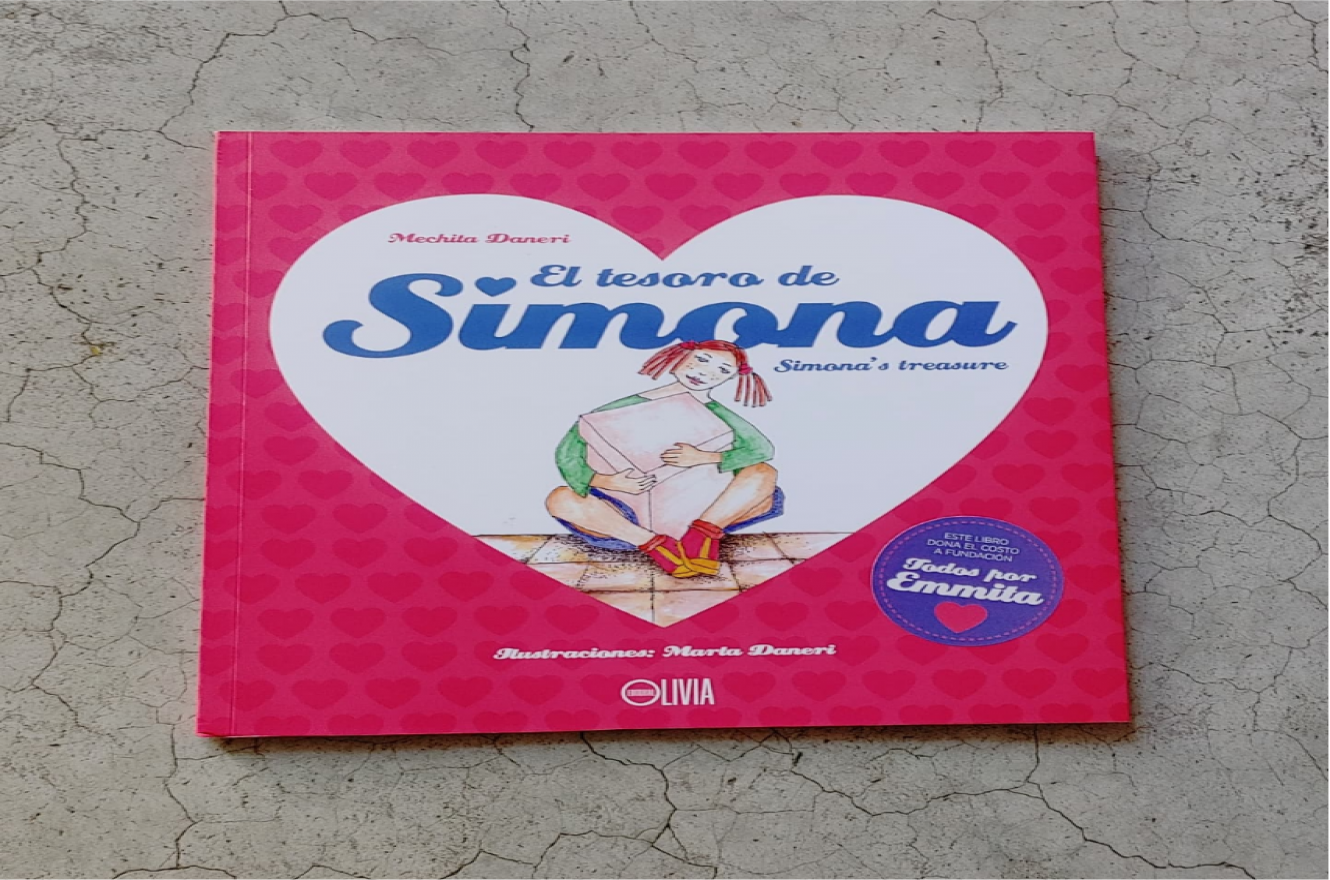 Mechita Daneri
El tesoro de
Simona
Simona's treasure
ESTE LIBRO
DONA EL COSTO
A FUNDACIÓN
Todos por
Emmita
Ilustraciones: Marta Daneri
EDITORIAL
OLIVIA